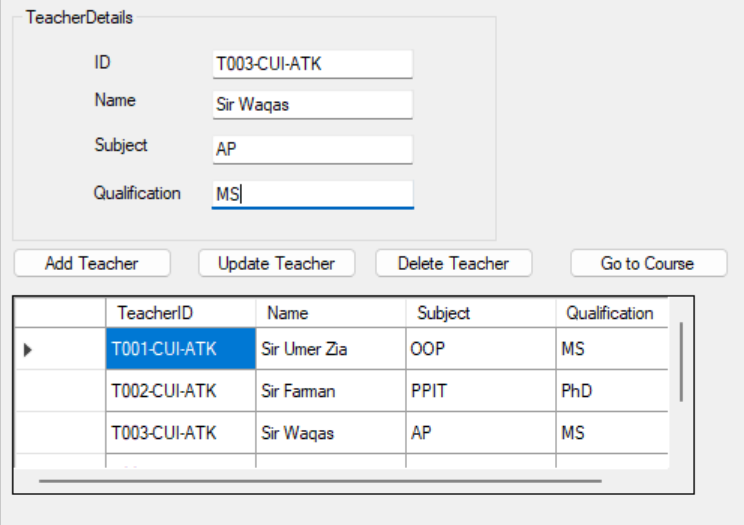 TeacherDetails
ID T003-CUI-ATK
Name Sir Waqas
Subject AP
Qualification MS
Add Teacher Update Teacher Delete Teacher Go to Course
TeacherID Name Subject Qualification
T001-CUI-ATK Sir Umer Zia OOP MS
T002-CUI-ATK Sir Farman PPIT PhD
T003-CUI-ATK Sir Waqas AP MS